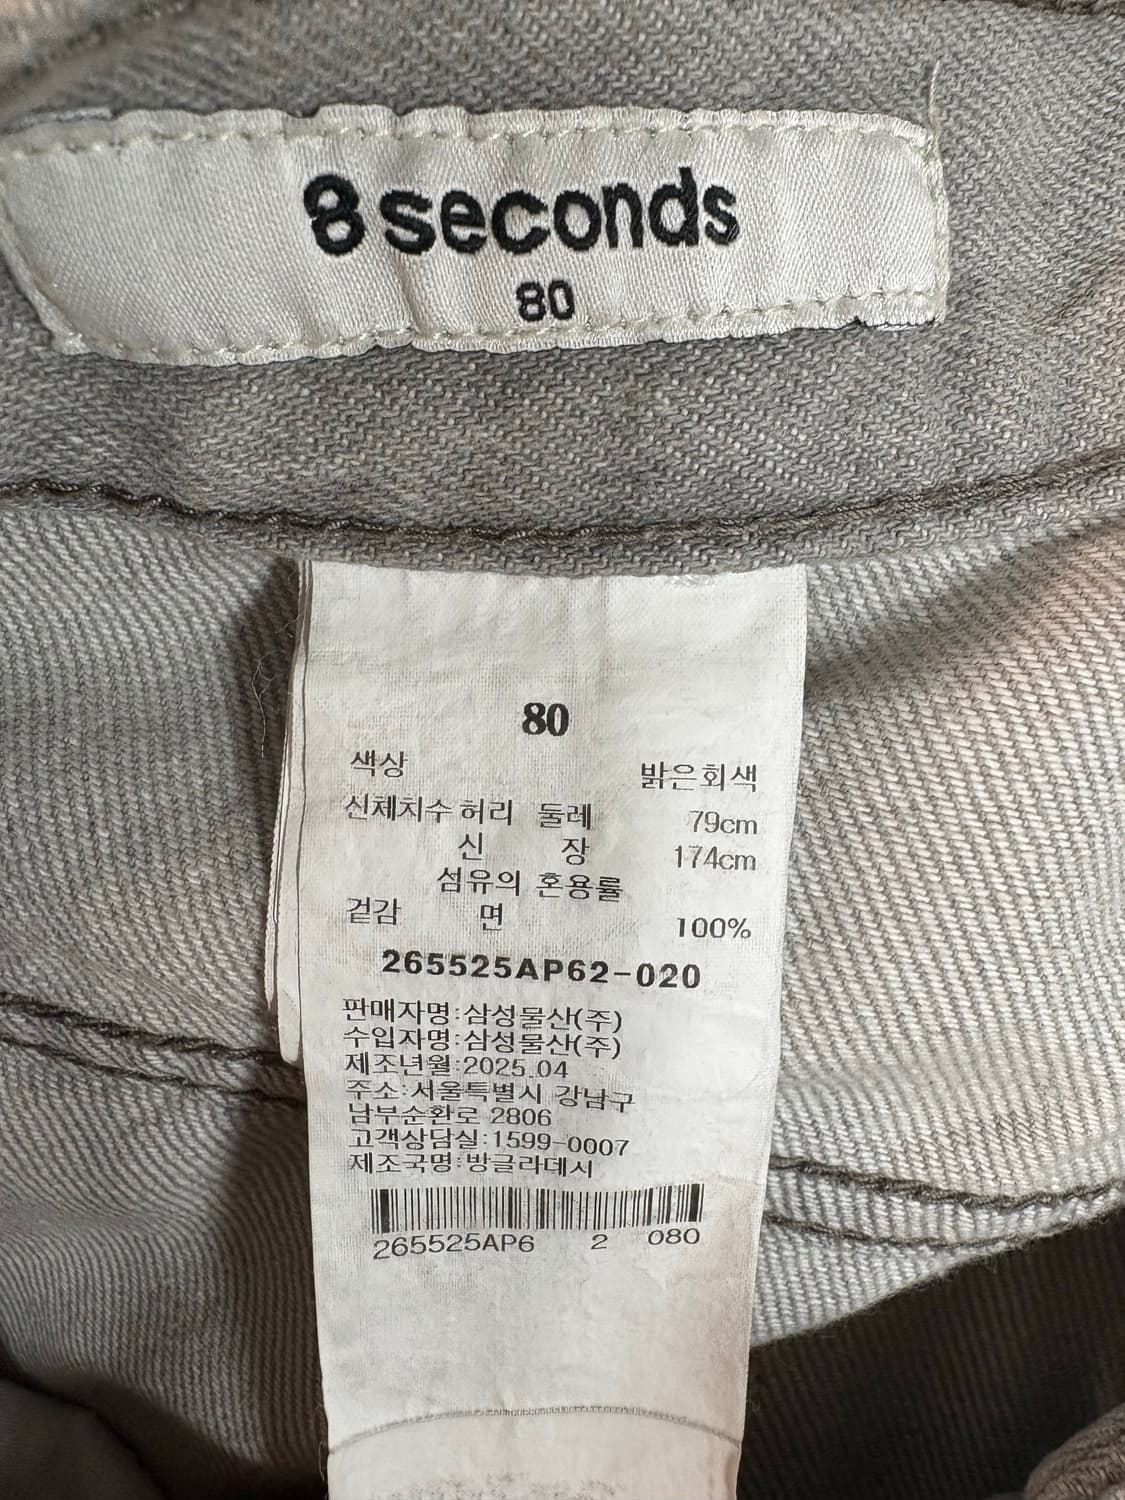 8seconds
80
80
색상 밝은회색
신체치수 허리 둘레 79cm
신 장 174cm
섬유의 혼용률
겉감 면 100%
265525AP62-020
판매자명:삼성물산(주)
수입자명:삼성물산(주)
제조년월:2025.04
주소:서울특별시 강남구
남부순환로 2806
고객상담실:1599-0007
제조국명:방글라데시
265525AP6 2 080